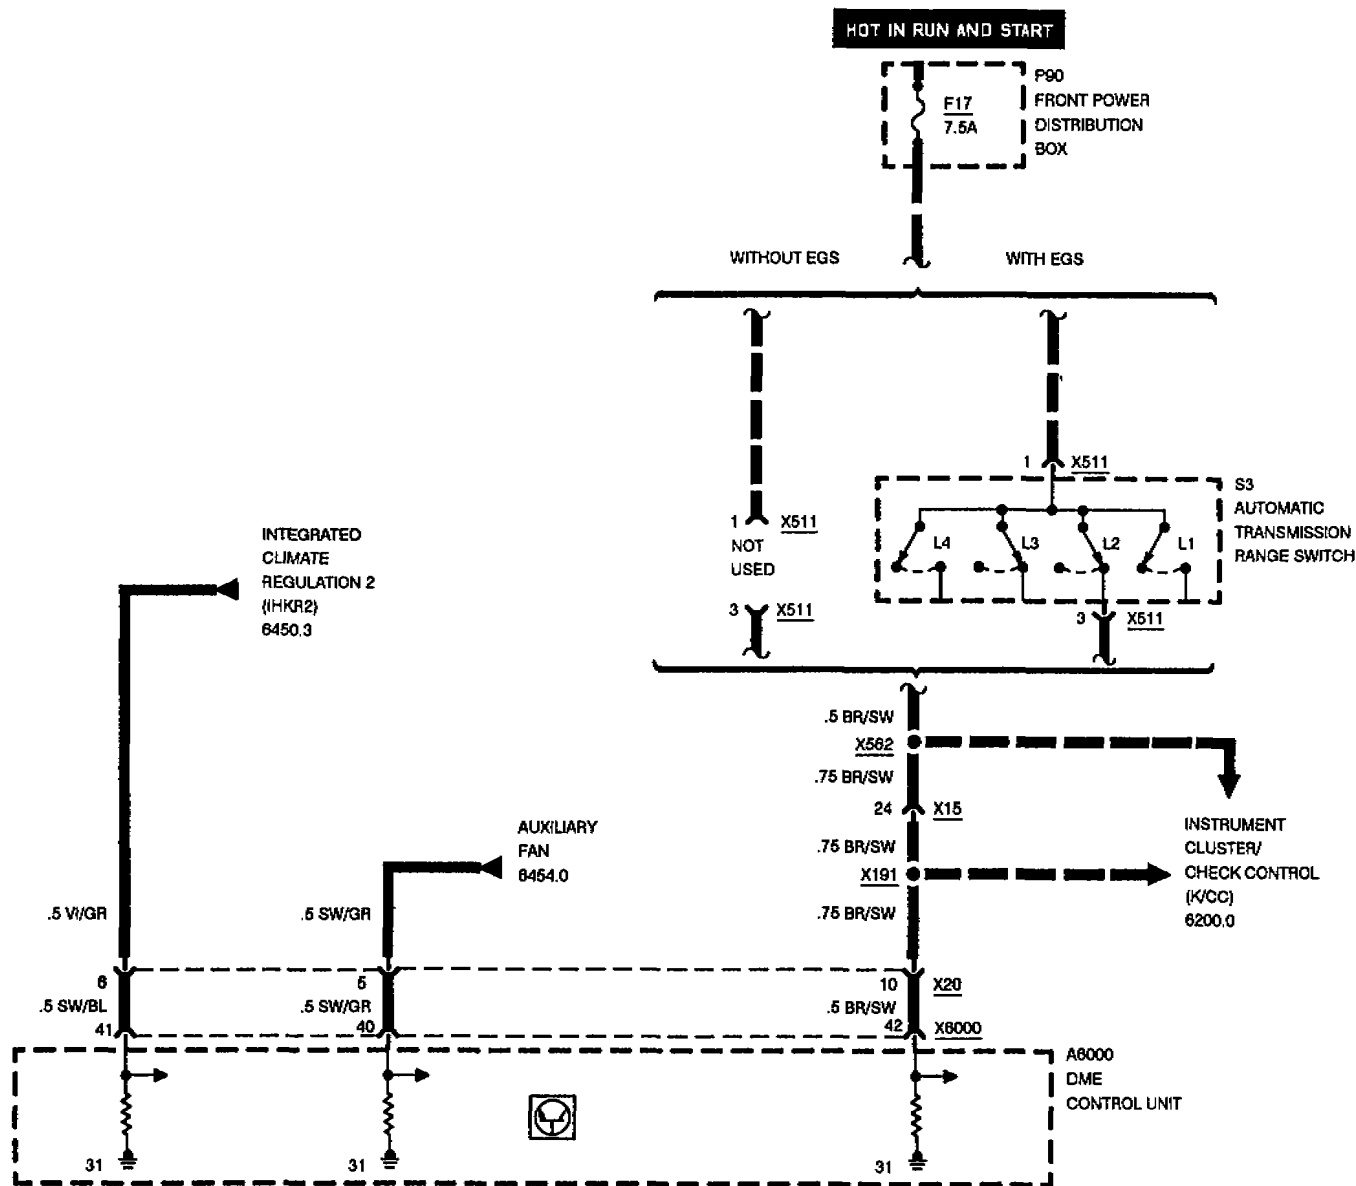 HOT IN RUN AND START
P90
FRONT POWER
DISTRIBUTION
BOX
F17
7.5A
WITHOUT EGS
WITH EGS
1 X511
S3
AUTOMATIC
TRANSMISSION
RANGE SWITCH
L4
L3
L2
L1
1 X511
NOT
USED
3 X511
3 X511
INTEGRATED
CLIMATE
REGULATION 2
(IHKR2)
6450.3
.5 BR/SW
X562
.75 BR/SW
24 X15
.75 BR/SW
X191
.75 BR/SW
INSTRUMENT
CLUSTER/
CHECK CONTROL
(K/CC)
6200.0
AUXILIARY
FAN
6454.0
.5 VI/GR
.5 SW/GR
6
5
10 X20
.5 SW/BL
.5 SW/GR
.5 BR/SW
41
40
42 X6000
A6000
DME
CONTROL UNIT
31
31
31